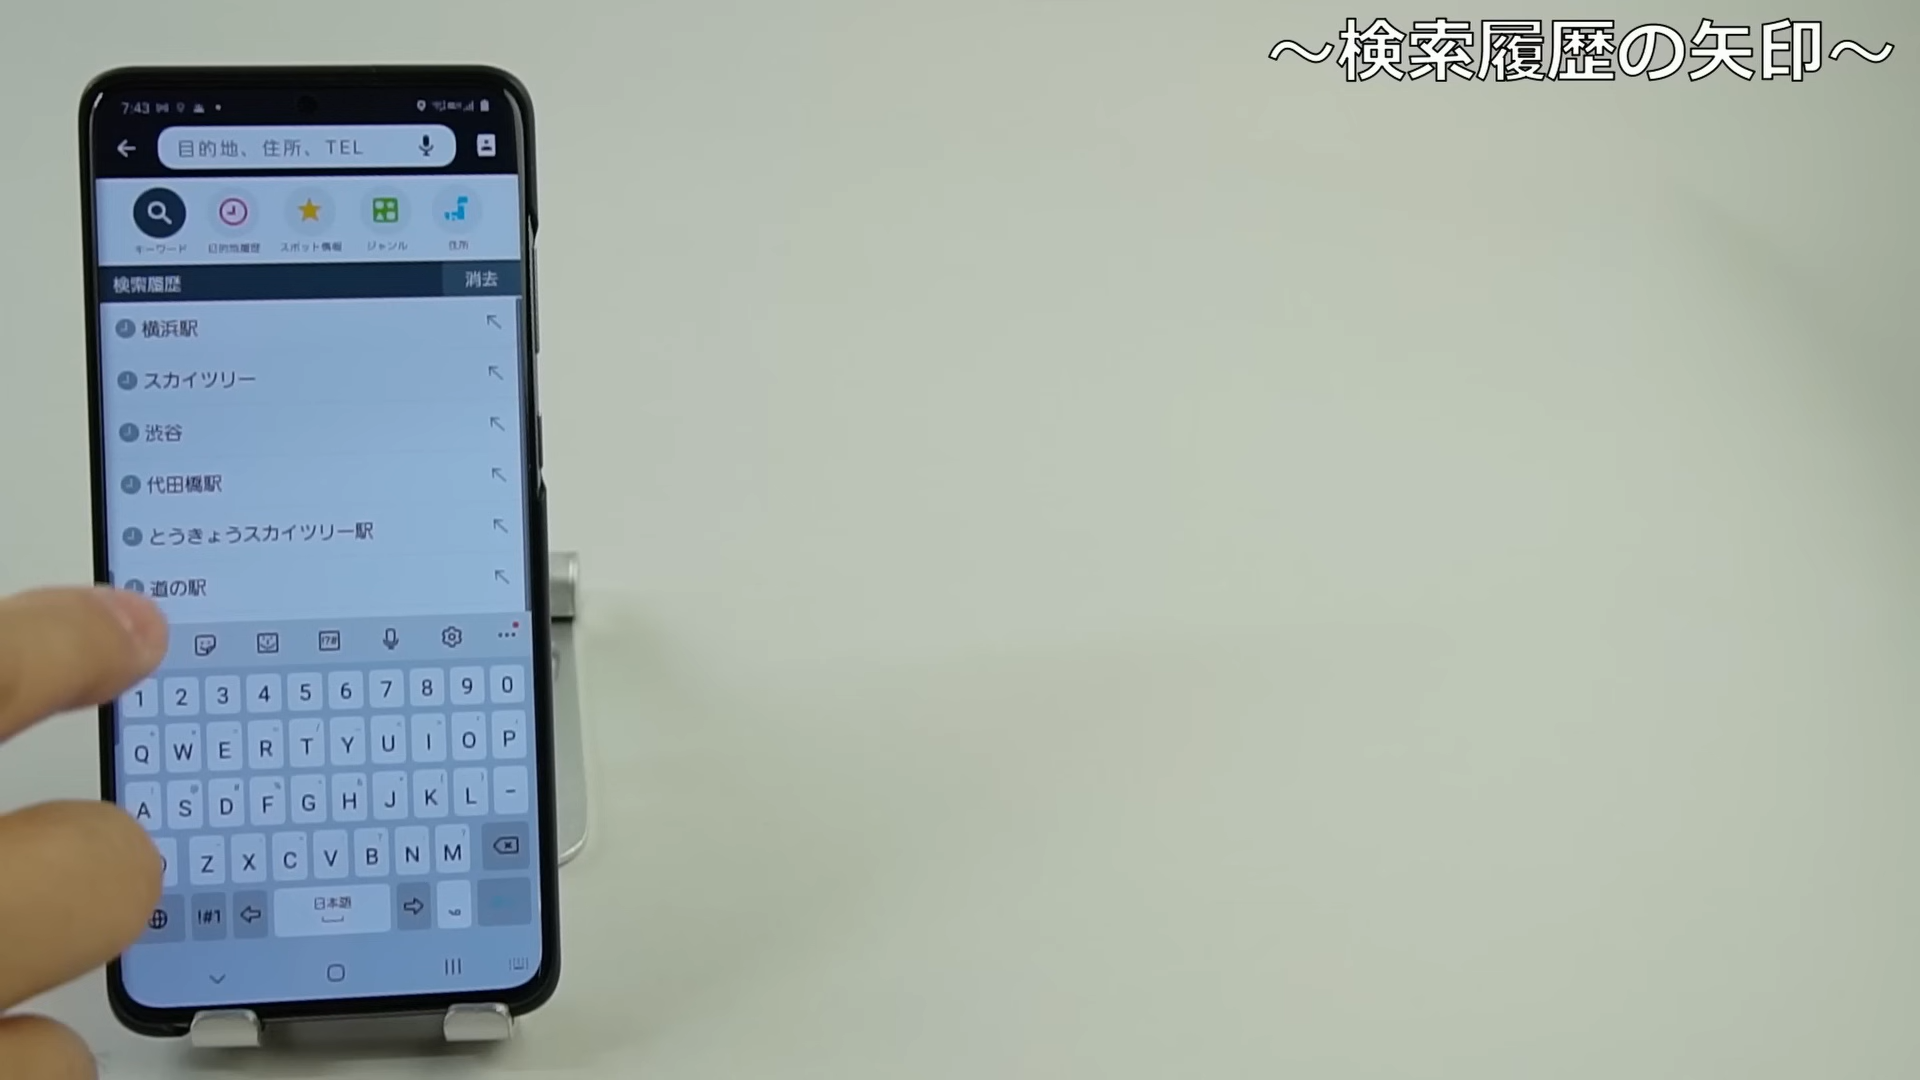 〜検索履歴の矢印〜
7:43
目的地、住所、TEL
キーワード 目的地履歴 スポット情報 ジャンル 住所
検索履歴 消去
横浜駅
スカイツリー
渋谷
代田橋駅
とうきょうスカイツリー駅
道の駅
!?#
1 2 3 4 5 6 7 8 9 0
Q W E R T Y U I O P
A S D F G H J K L -
Z X C V B N M
!#1 日本語